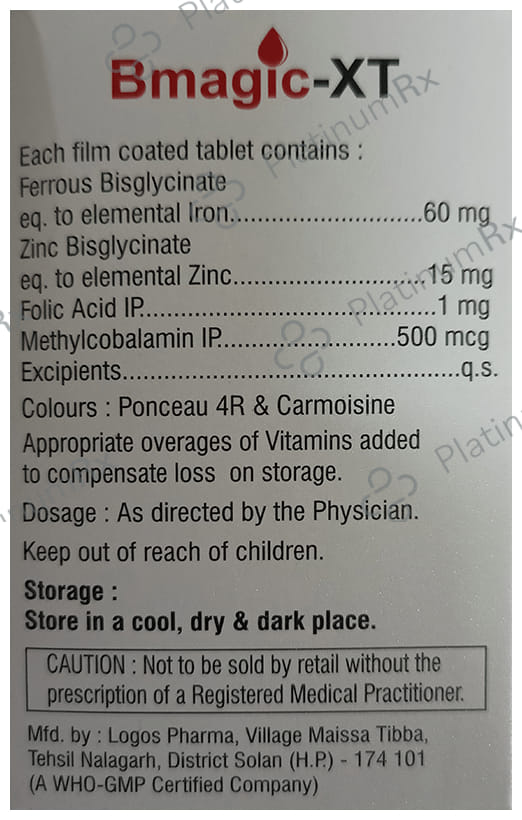 Bmagic-XT
Each film coated tablet contains :
Ferrous Bisglycinate
eq. to elemental Iron.............................60 mg
Zinc Bisglycinate
eq. to elemental Zinc.............................15 mg
Folic Acid IP............................................1 mg
Methylcobalamin IP..........................500 mcg
Excipients..............................................q.s.
Colours : Ponceau 4R & Carmoisine
Appropriate overages of Vitamins added
to compensate loss on storage.
Dosage : As directed by the Physician.
Keep out of reach of children.
Storage :
Store in a cool, dry & dark place.
CAUTION : Not to be sold by retail without the
prescription of a Registered Medical Practitioner.
Mfd. by : Logos Pharma, Village Maissa Tibba,
Tehsil Nalagarh, District Solan (H.P.) - 174 101
(A WHO-GMP Certified Company)
PlatinumRx